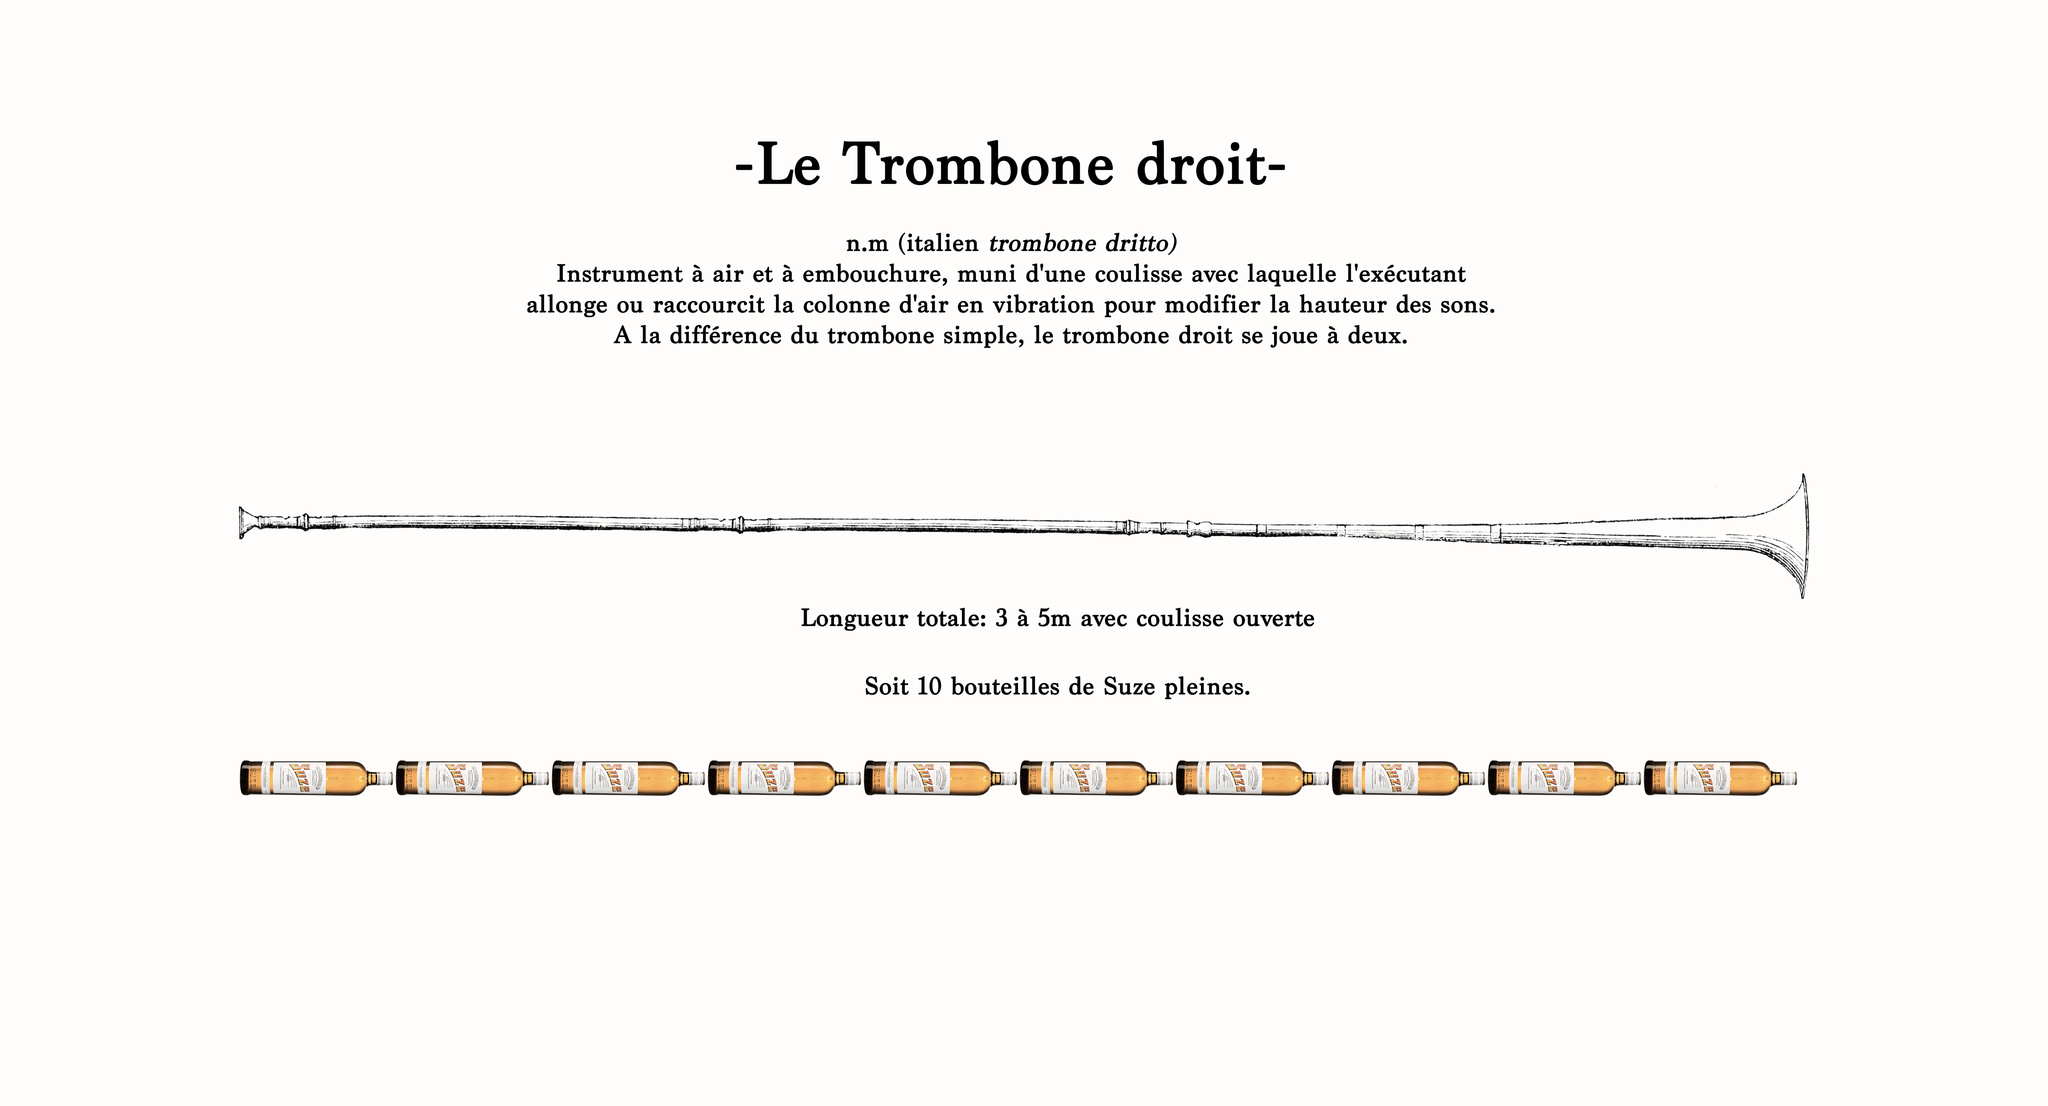 -Le Trombone droit-
n.m (italien trombone dritto)
Instrument à air et à embouchure, muni d'une coulisse avec laquelle l'exécutant
allonge ou raccourcit la colonne d'air en vibration pour modifier la hauteur des sons.
A la différence du trombone simple, le trombone droit se joue à deux.
Longueur totale: 3 à 5m avec coulisse ouverte
Soit 10 bouteilles de Suze pleines.
SUZE SUZE SUZE SUZE SUZE SUZE SUZE SUZE SUZE SUZE